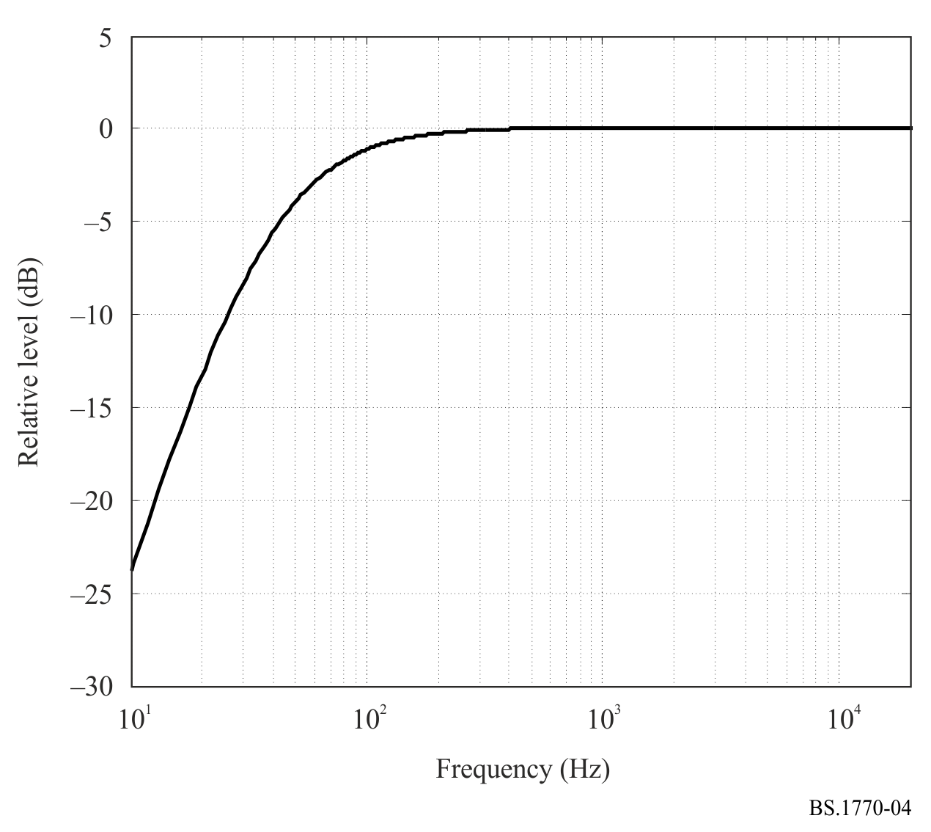 5
0
–5
–10
–15
–20
–25
–30
Relative level (dB)
10¹ 10² 10³ 10⁴
Frequency (Hz)
BS.1770-04